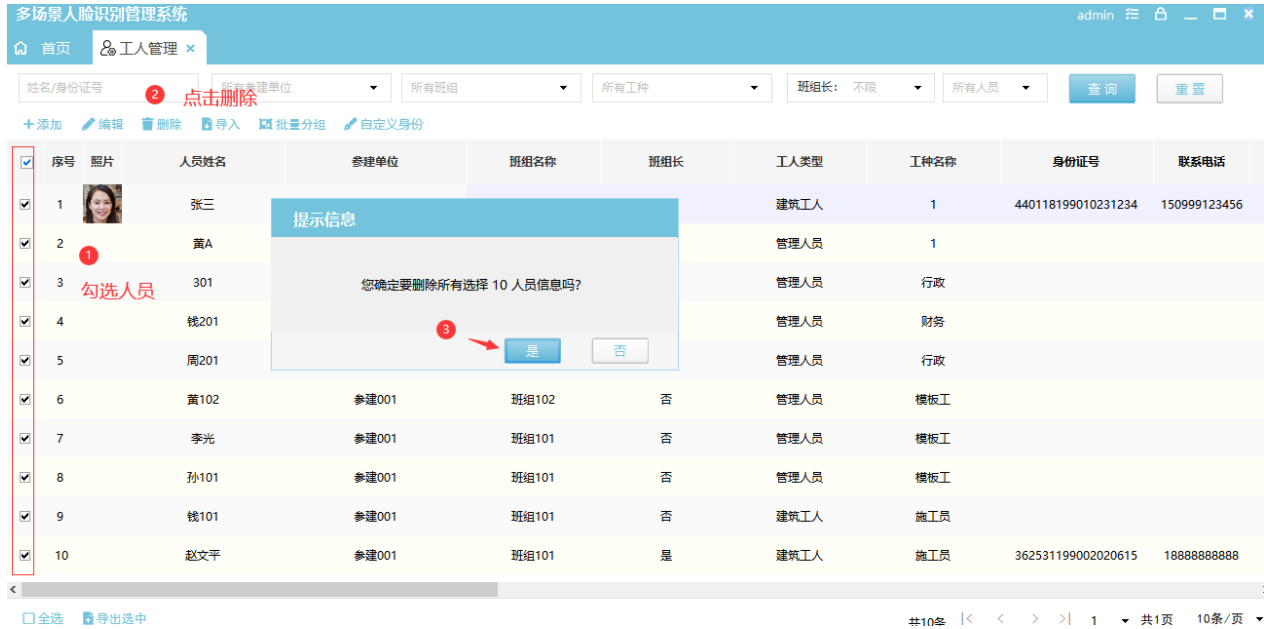 多场景人脸识别管理系统 admin
首页 工人管理 ×
姓名/身份证号 所有参建单位 所有班组 所有工种 班组长: 不限 所有人员 查询 重置
2 点击删除
添加 编辑 删除 导入 批量分组 自定义身份
序号 照片 人员姓名 参建单位 班组名称 班组长 工人类型 工种名称 身份证号 联系电话
1 张三 建筑工人 1 440118199010231234 150999123456
提示信息
2 黄A 管理人员 1
1
3 301 管理人员 行政
勾选人员
您确定要删除所有选择 10 人员信息吗?
4 钱201 管理人员 财务
3
是 否
5 周201 管理人员 行政
6 黄102 参建001 班组102 否 管理人员 模板工
7 李光 参建001 班组101 否 管理人员 模板工
8 孙101 参建001 班组101 否 管理人员 模板工
9 钱101 参建001 班组101 否 建筑工人 施工员
10 赵文平 参建001 班组101 是 建筑工人 施工员 362531199002020615 18888888888
全选 导出选中 共10条 1 共1页 10条/页